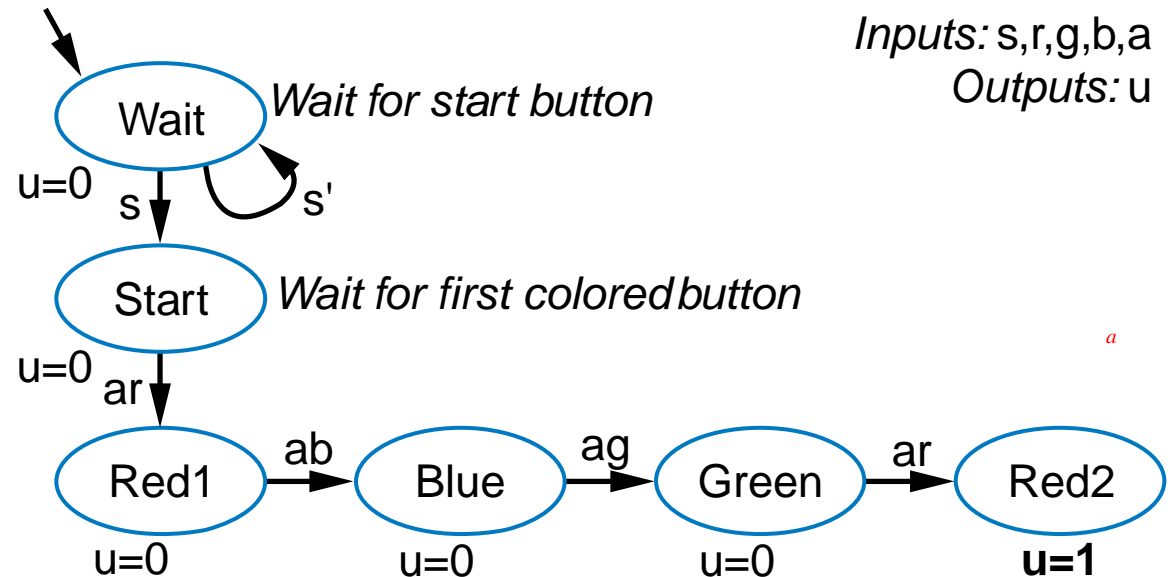 Inputs: s,r,g,b,a
Outputs: u
Wait
Wait for start button
u=0
s
s'
Start
Wait for first colored button
u=0
ar
a
Red1
ab
Blue
ag
Green
ar
Red2
u=0
u=0
u=0
u=1